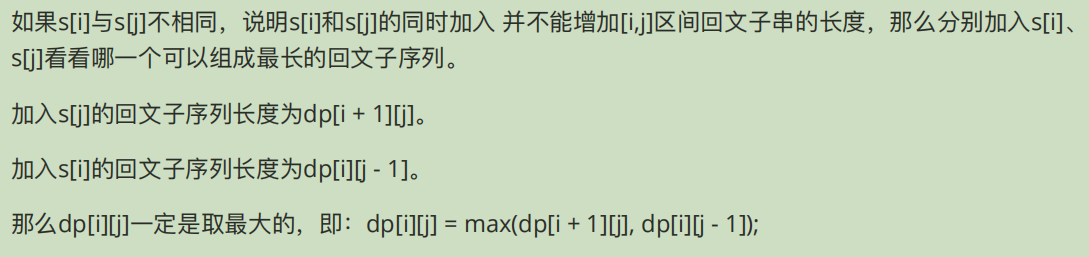 如果s[i]与s[j]不相同，说明s[i]和s[j]的同时加入 并不能增加[i,j]区间回文子串的长度，那么分别加入s[i]、
s[j]看看哪一个可以组成最长的回文子序列。
加入s[j]的回文子序列长度为dp[i + 1][j]。
加入s[i]的回文子序列长度为dp[i][j - 1]。
那么dp[i][j]一定是取最大的，即：dp[i][j] = max(dp[i + 1][j], dp[i][j - 1]);